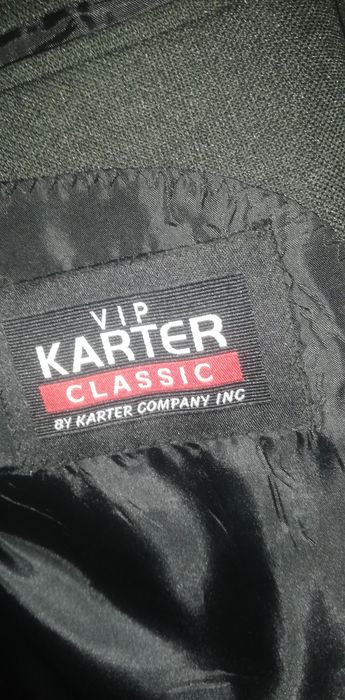 VIP
KARTER
CLASSIC
BY KARTER COMPANY INC